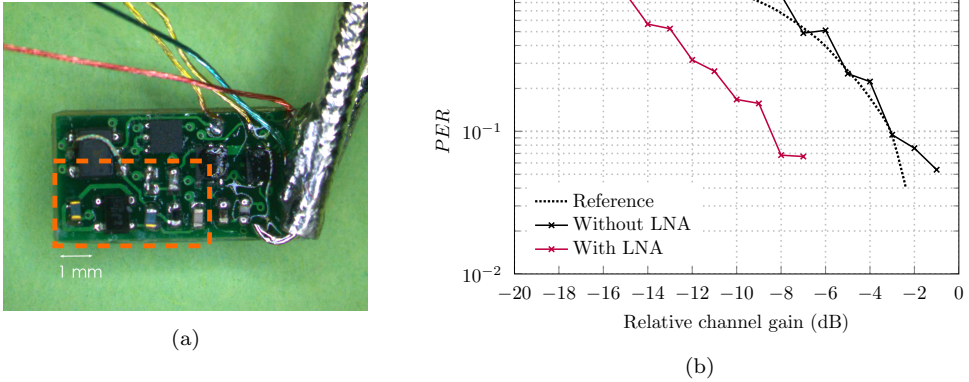 1 mm
(a)
PER
10−1
10−2
Reference
Without LNA
With LNA
−20 −18 −16 −14 −12 −10 −8 −6 −4 −2 0
Relative channel gain (dB)
(b)